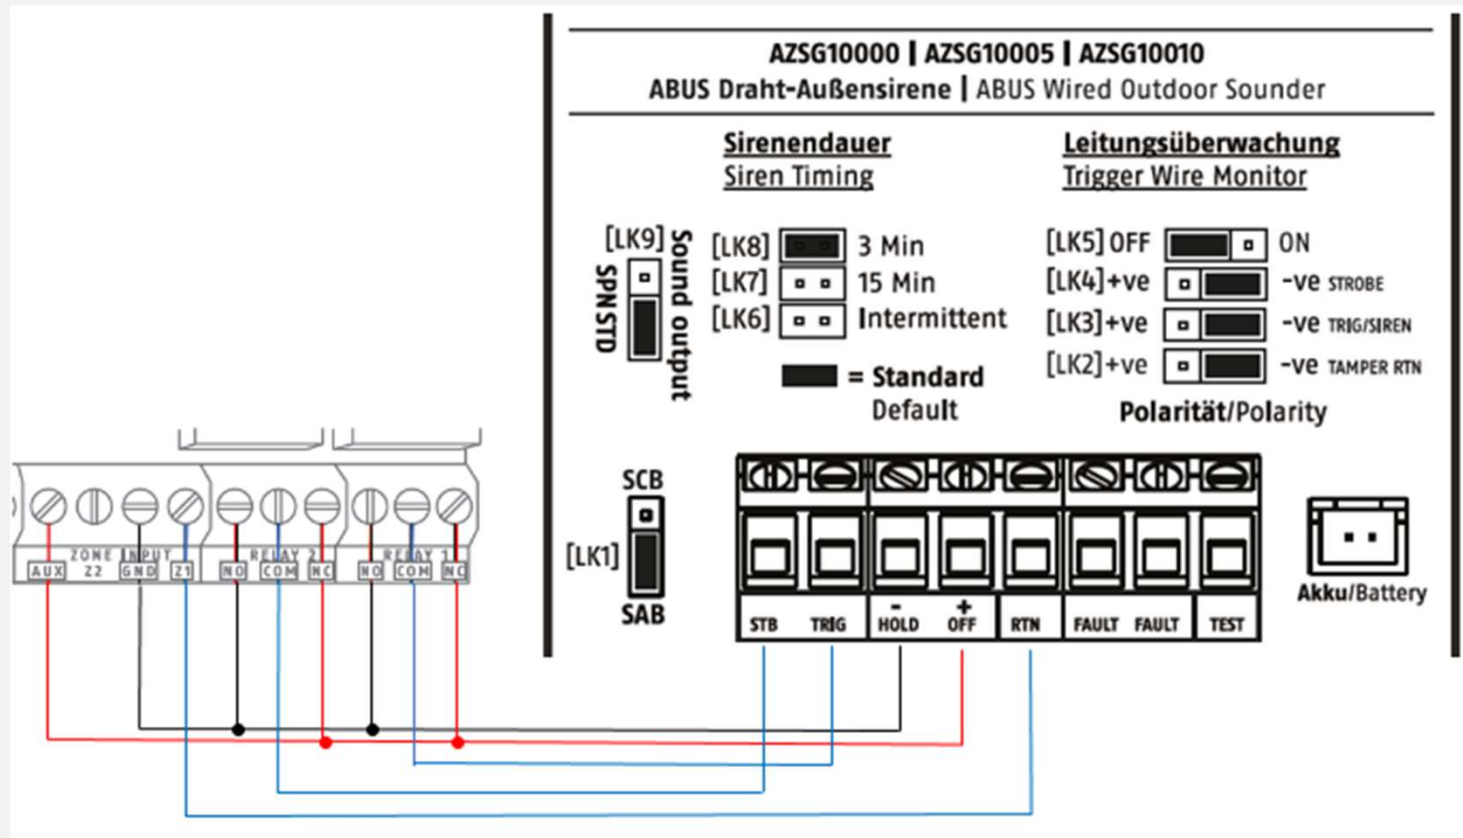 AZSG10000 | AZSG10005 | AZSG10010
ABUS Draht-Außensirene | ABUS Wired Outdoor Sounder
Sirenendauer
Siren Timing
Leitungsüberwachung
Trigger Wire Monitor
[LK9]
Sound output
SPN STD
[LK8] 3 Min
[LK7] 15 Min
[LK6] Intermittent
= Standard
Default
[LK5] OFF ON
[LK4] +ve -ve STROBE
[LK3] +ve -ve TRIG/SIREN
[LK2] +ve -ve TAMPER RTN
Polarität/Polarity
SCB
[LK1]
SAB
- +
STB TRIG HOLD OFF RTN FAULT FAULT TEST
Akku/Battery
ZONE INPUT RELAY 2 RELAY 1
AUX Z2 GND Z1 NO COM NC NO COM NC